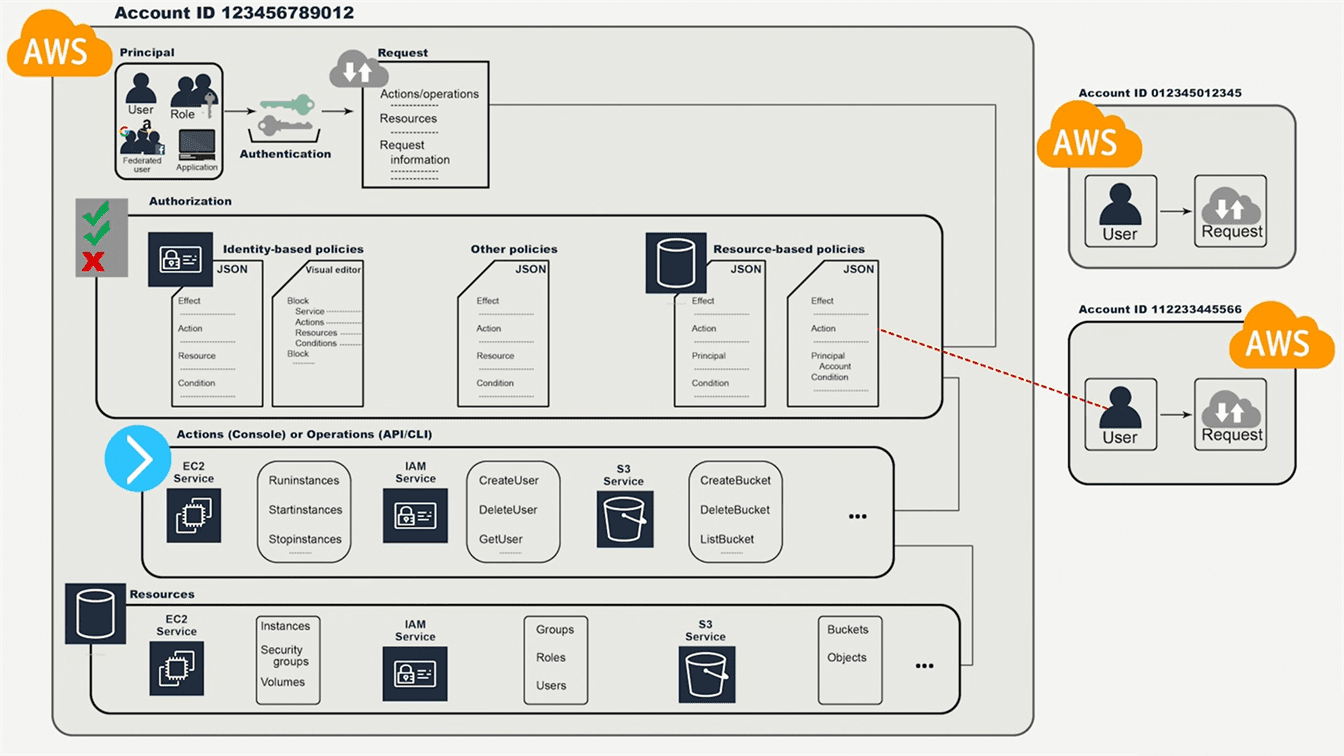 Account ID 123456789012
AWS
Principal
User
Role
a
G
f
Federated
user
Application
Authentication
Request
Actions/operations
Resources
Request
information
Authorization
Identity-based policies
JSON
Effect
Action
Resource
Condition
Visual editor
Block
Service
Actions
Resources
Conditions
Block
Other policies
JSON
Effect
Action
Resource
Condition
Resource-based policies
JSON
Effect
Action
Principal
Condition
JSON
Effect
Action
Principal
Account
Condition
Actions (Console) or Operations (API/CLI)
EC2
Service
Runinstances
Startinstances
Stopinstances
IAM
Service
CreateUser
DeleteUser
GetUser
S3
Service
CreateBucket
DeleteBucket
ListBucket
...
Resources
EC2
Service
Instances
Security
groups
Volumes
IAM
Service
Groups
Roles
Users
S3
Service
Buckets
Objects
...
Account ID 012345012345
AWS
User
Request
Account ID 112233445566
AWS
User
Request